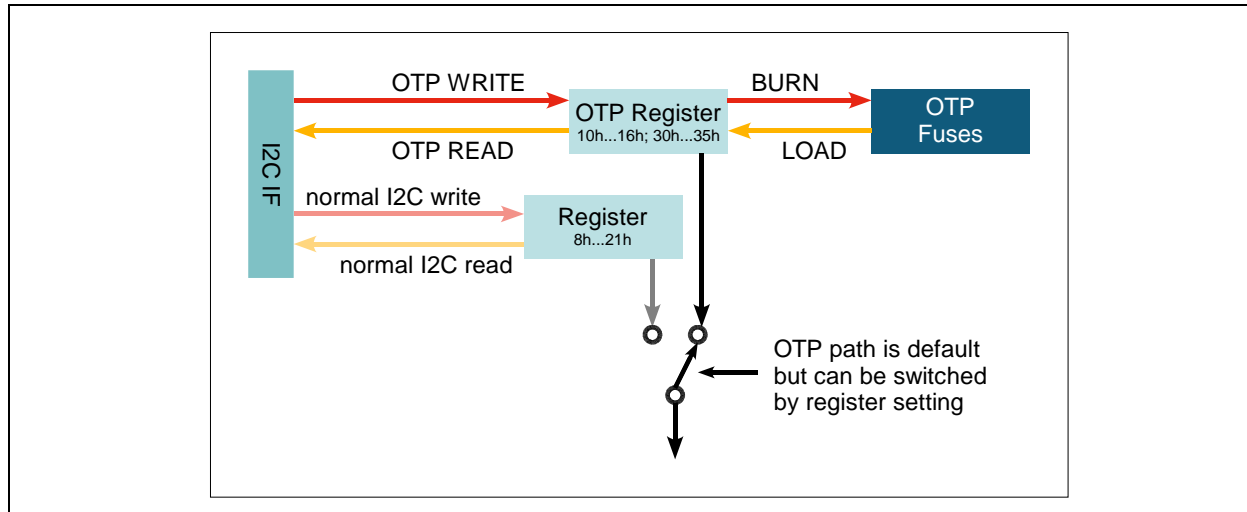 OTP WRITE
BURN
OTP Register
10h...16h; 30h...35h
OTP
Fuses
OTP READ
LOAD
I2C IF
normal I2C write
Register
8h...21h
normal I2C read
OTP path is default
but can be switched
by register setting